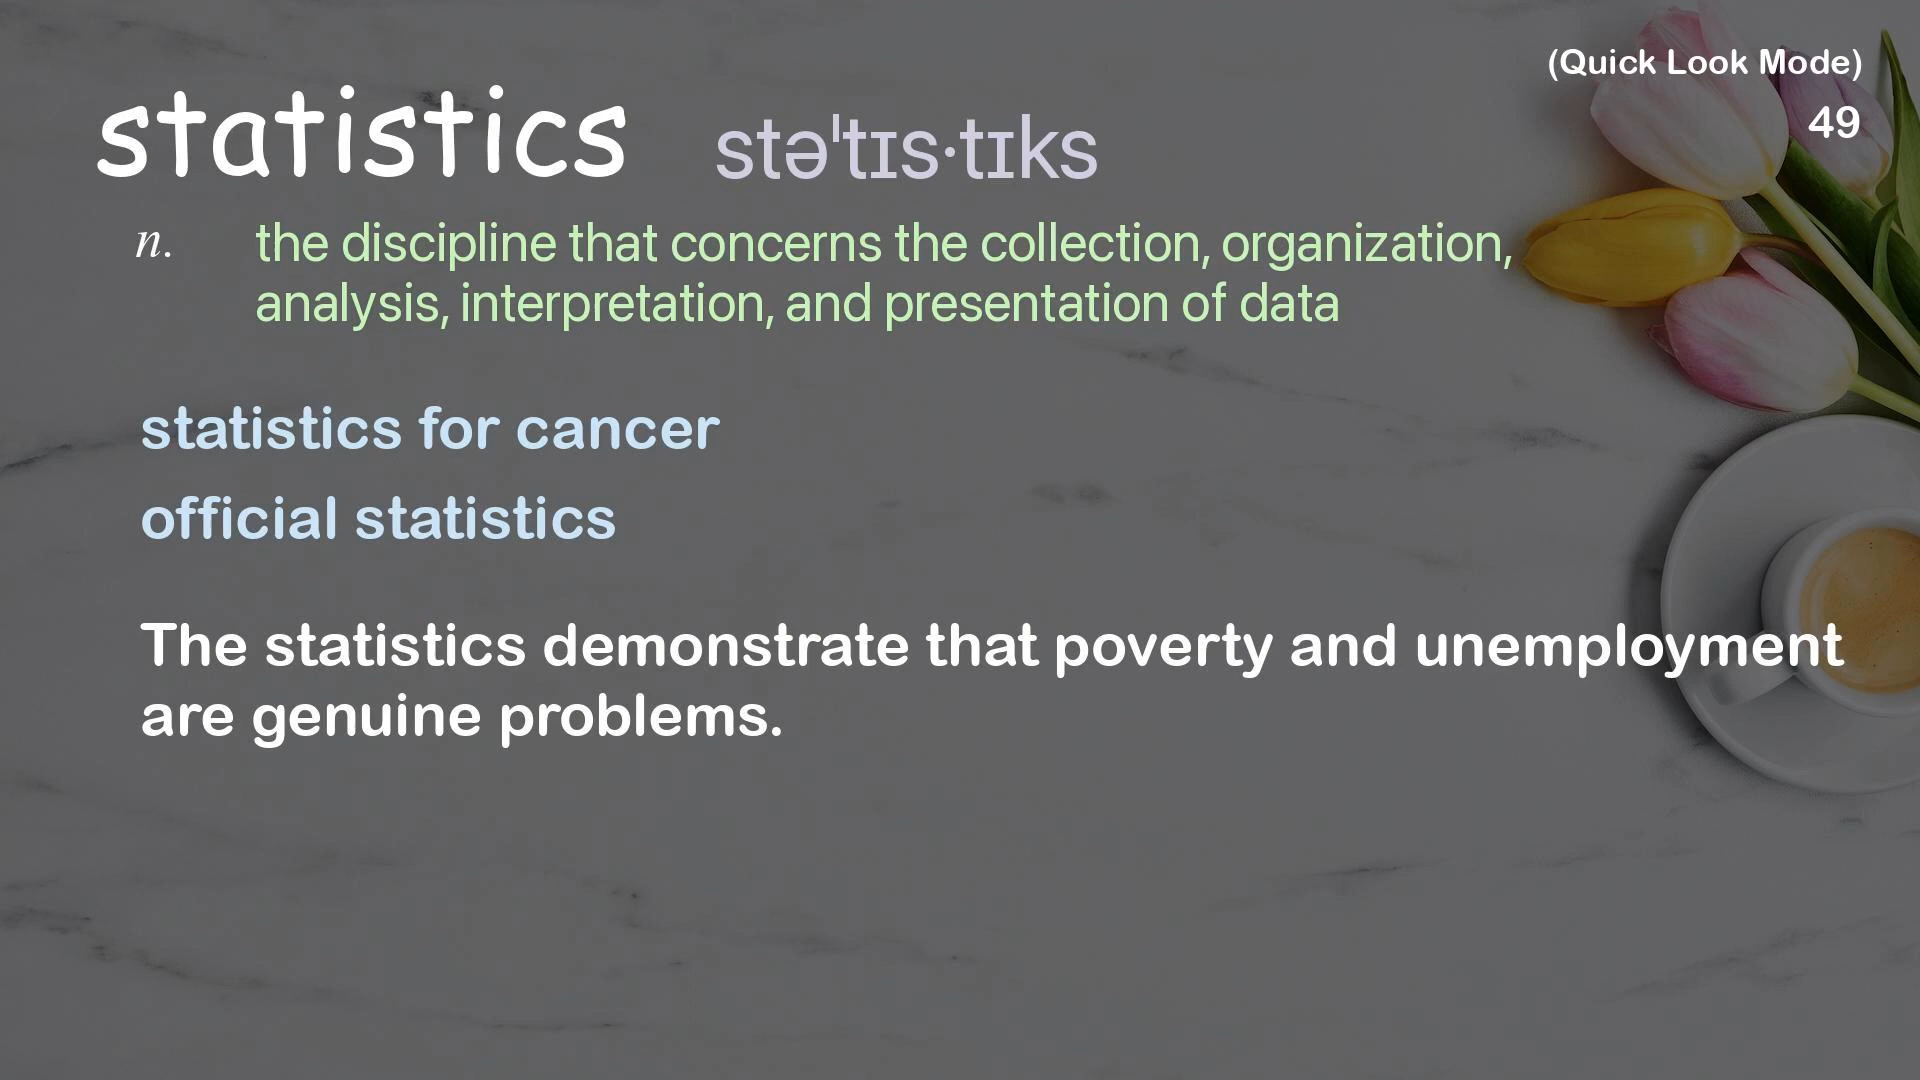 (Quick Look Mode)
statistics stəˈtɪs·tɪks
49
n. the discipline that concerns the collection, organization,
analysis, interpretation, and presentation of data
statistics for cancer
official statistics
The statistics demonstrate that poverty and unemployment
are genuine problems.